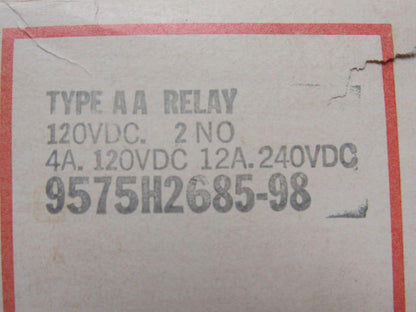 TYPE AA RELAY
120VDC. 2 NO
4A. 120VDC 12A. 240VDC
9575H2685-98